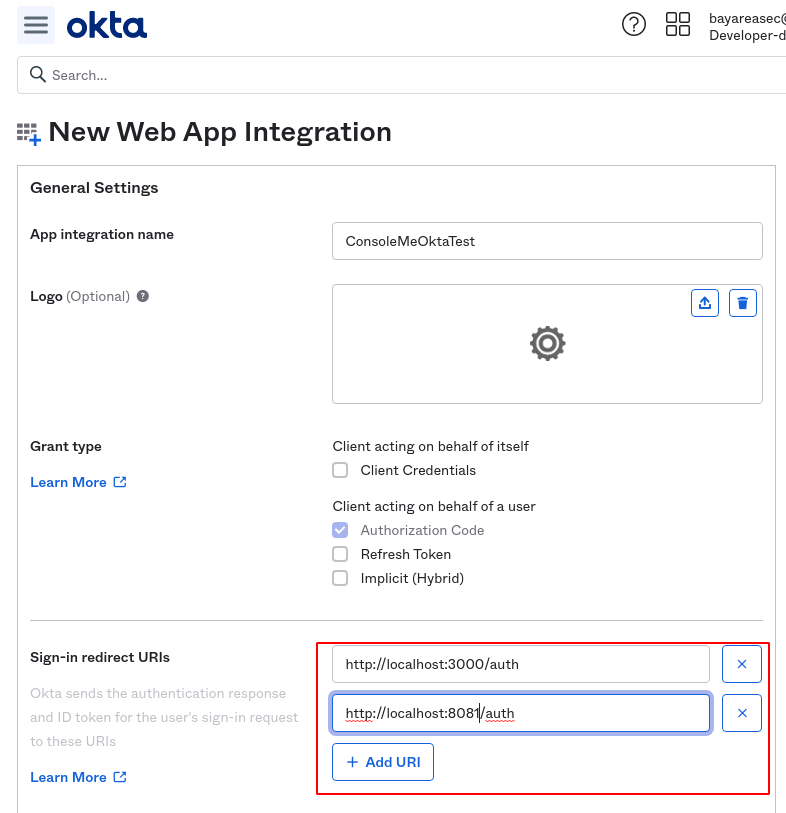 okta
bayareasec@
Developer-d
Search...
New Web App Integration
General Settings
App integration name
ConsoleMeOktaTest
Logo (Optional) ?
Grant type
Learn More
Client acting on behalf of itself
Client Credentials
Client acting on behalf of a user
Authorization Code
Refresh Token
Implicit (Hybrid)
Sign-in redirect URIs
Okta sends the authentication response
and ID token for the user's sign-in request
to these URIs
Learn More
http://localhost:3000/auth
http://localhost:8081/auth
+ Add URI